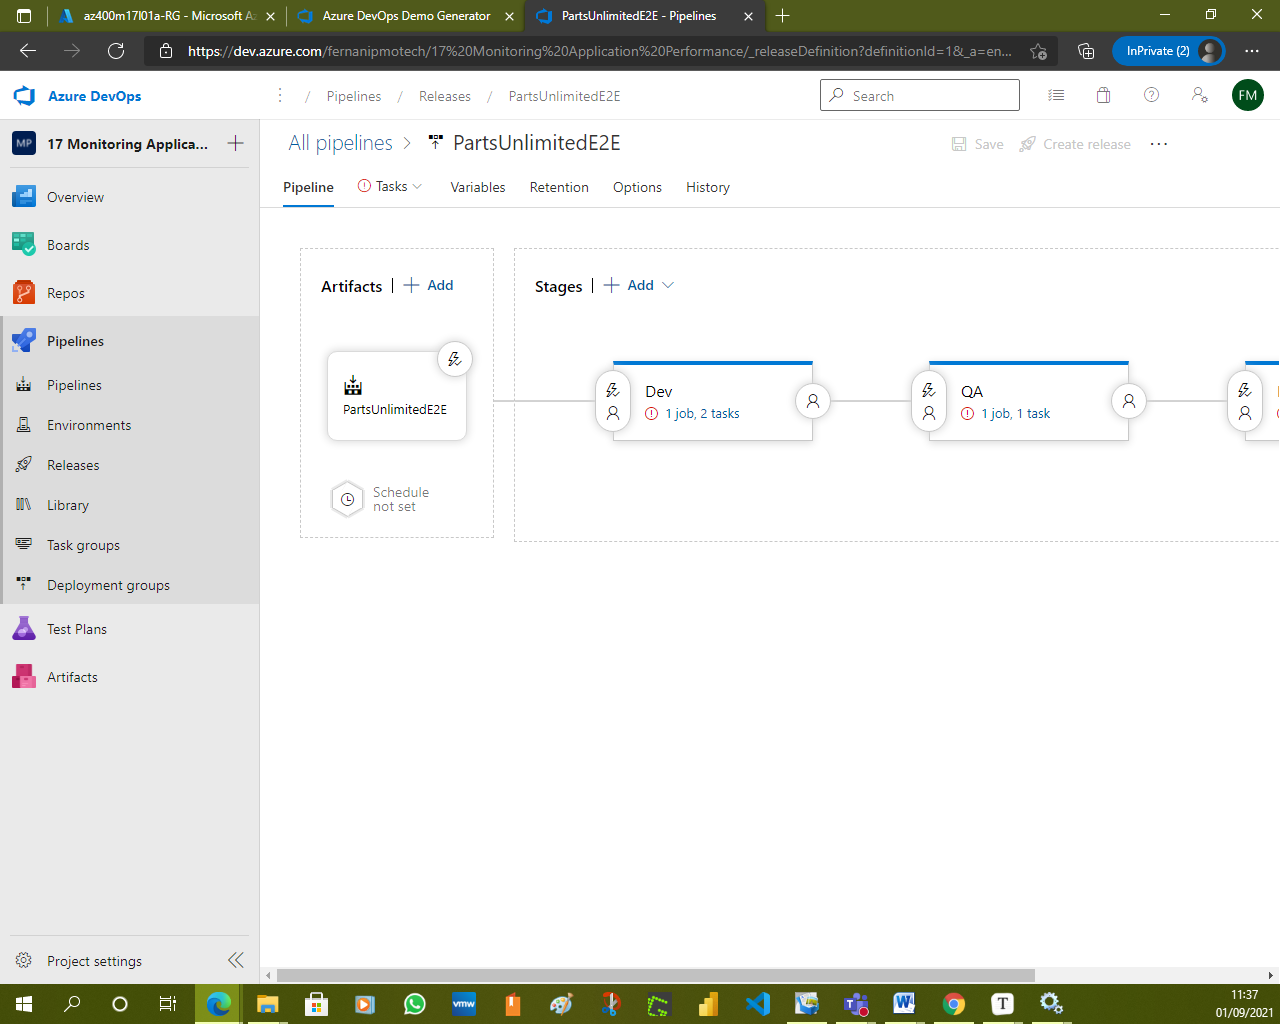 az400m17l01a-RG - Microsoft Az
Azure DevOps Demo Generator
PartsUnlimitedE2E - Pipelines
https://dev.azure.com/fernanipmotech/17%20Monitoring%20Application%20Performance/_releaseDefinition?definitionId=1&_a=en...
InPrivate (2)
Azure DevOps
/ Pipelines / Releases / PartsUnlimitedE2E
Search
FM
MP
17 Monitoring Applica...
All pipelines > PartsUnlimitedE2E
Save
Create release
...
Pipeline
Tasks
Variables
Retention
Options
History
Overview
Boards
Repos
Pipelines
Pipelines
Environments
Releases
Library
Task groups
Deployment groups
Test Plans
Artifacts
Project settings
Artifacts | + Add
PartsUnlimitedE2E
Schedule
not set
Stages | + Add
Dev
1 job, 2 tasks
QA
1 job, 1 task
vmw
T
W
11:37
01/09/2021